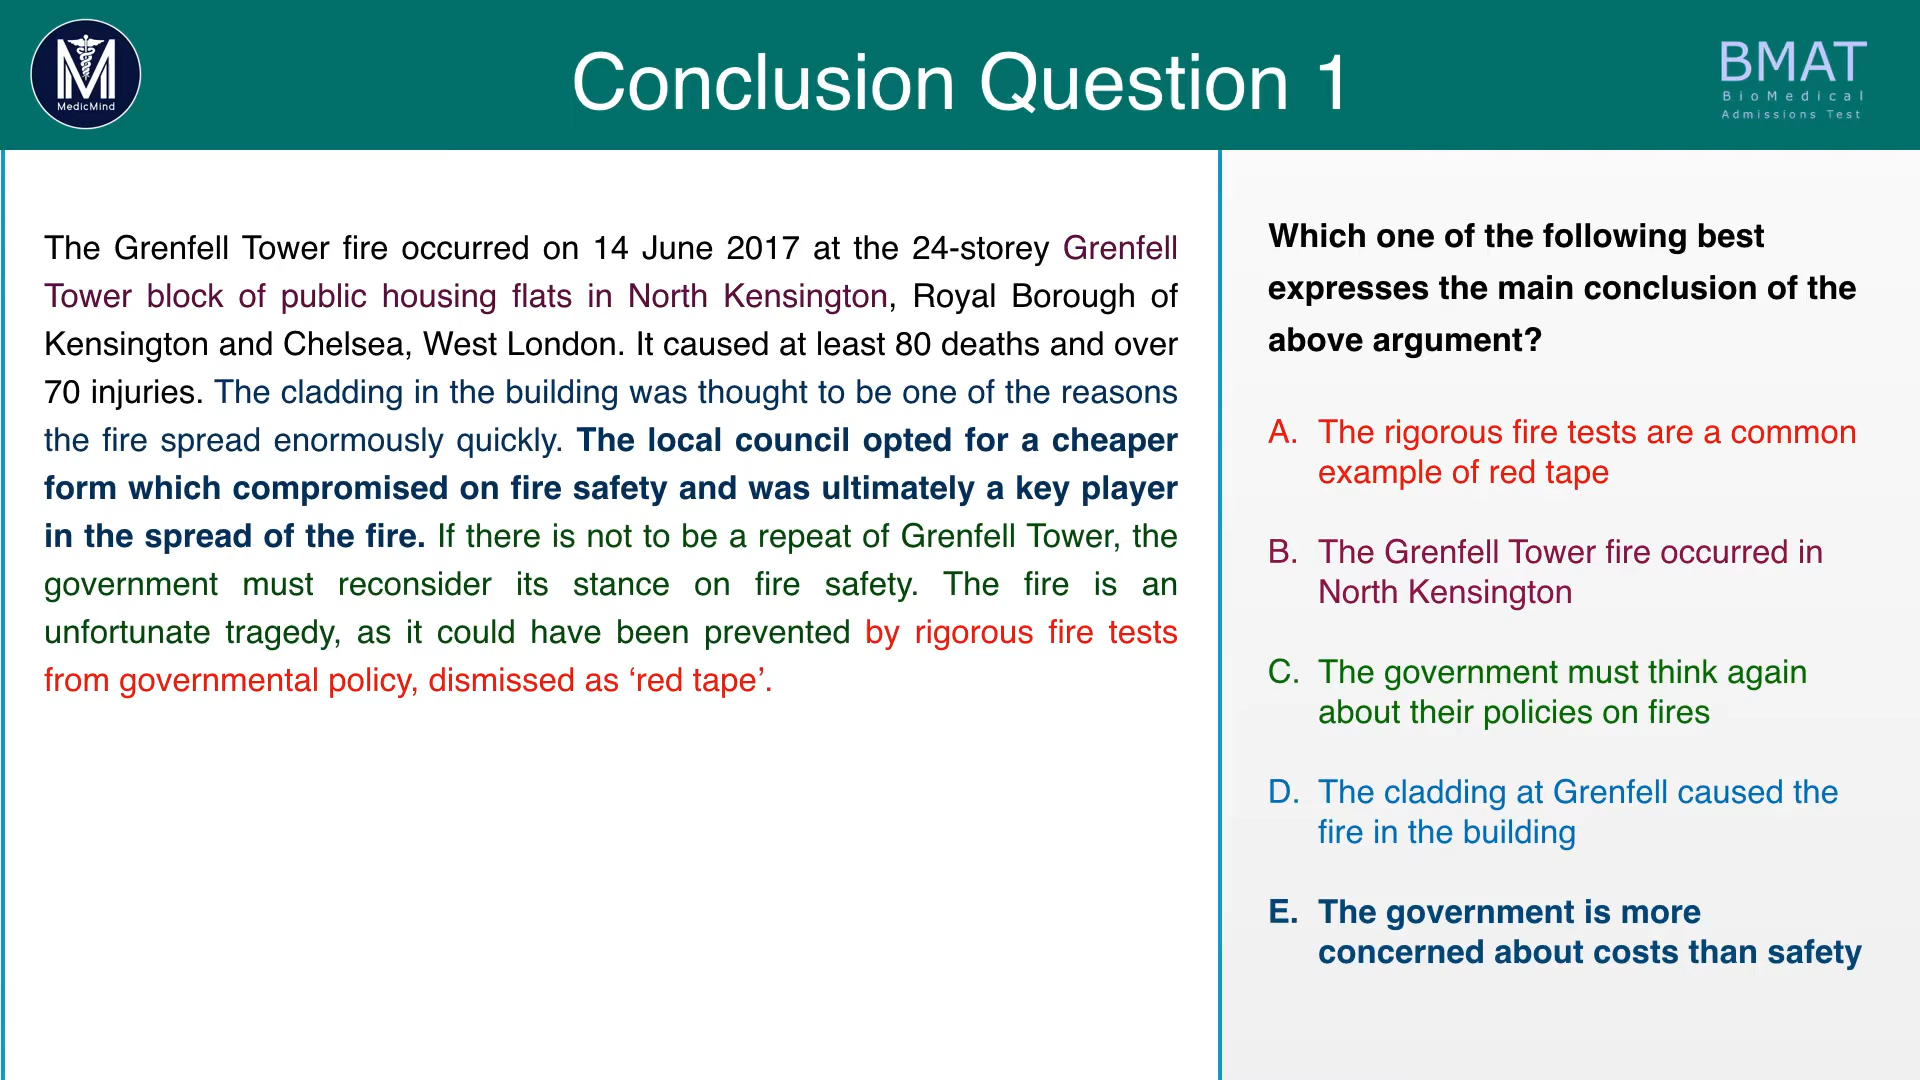 MedicMind
Conclusion Question 1
BMAT
BioMedical
Admissions Test
The Grenfell Tower fire occurred on 14 June 2017 at the 24-storey Grenfell
Tower block of public housing flats in North Kensington, Royal Borough of
Kensington and Chelsea, West London. It caused at least 80 deaths and over
70 injuries. The cladding in the building was thought to be one of the reasons
the fire spread enormously quickly. The local council opted for a cheaper
form which compromised on fire safety and was ultimately a key player
in the spread of the fire. If there is not to be a repeat of Grenfell Tower, the
government must reconsider its stance on fire safety. The fire is an
unfortunate tragedy, as it could have been prevented by rigorous fire tests
from governmental policy, dismissed as ‘red tape’.
Which one of the following best
expresses the main conclusion of the
above argument?
A. The rigorous fire tests are a common
example of red tape
B. The Grenfell Tower fire occurred in
North Kensington
C. The government must think again
about their policies on fires
D. The cladding at Grenfell caused the
fire in the building
E. The government is more
concerned about costs than safety